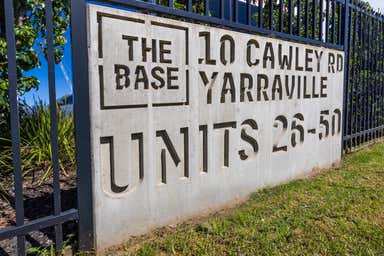 THE
BASE
10 CAWLEY RD
YARRAVILLE
UNITS 26-50